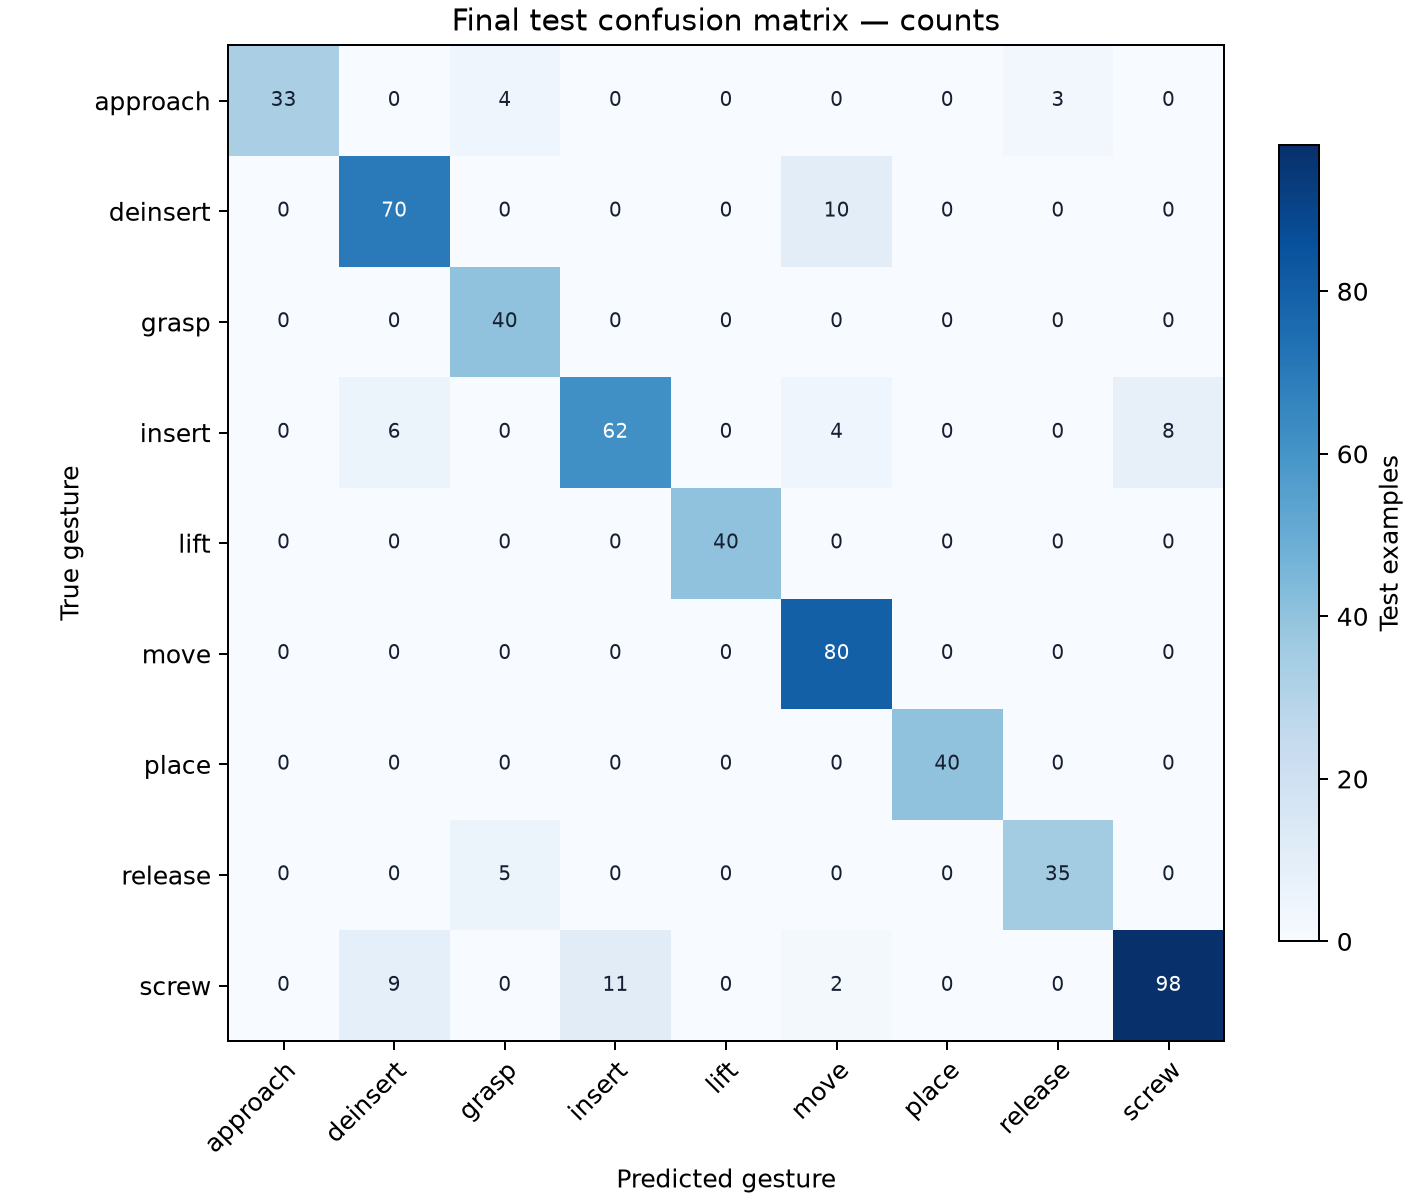 Final test confusion matrix — counts
True gesture
approach 33 0 4 0 0 0 0 3 0
deinsert 0 70 0 0 0 10 0 0 0
grasp 0 0 40 0 0 0 0 0 0
insert 0 6 0 62 0 4 0 0 8
lift 0 0 0 0 40 0 0 0 0
move 0 0 0 0 0 80 0 0 0
place 0 0 0 0 0 0 40 0 0
release 0 0 5 0 0 0 0 35 0
screw 0 9 0 11 0 2 0 0 98
approach deinsert grasp insert lift move place release screw
Predicted gesture
80
60
40
20
0
Test examples